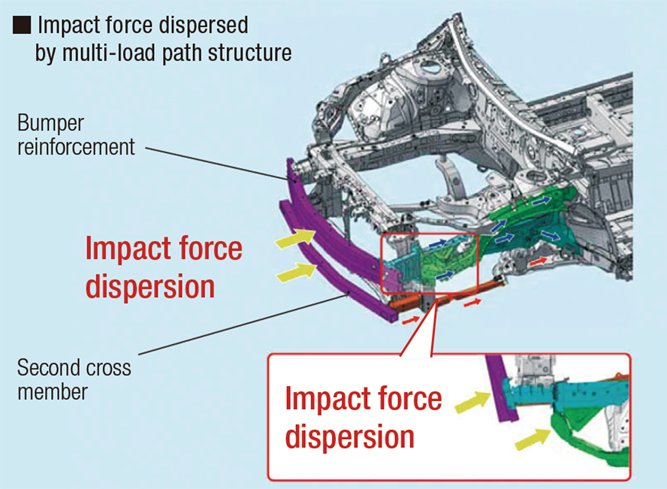 ■ Impact force dispersed
by multi-load path structure
Bumper
reinforcement
Impact force
dispersion
Second cross
member
Impact force
dispersion